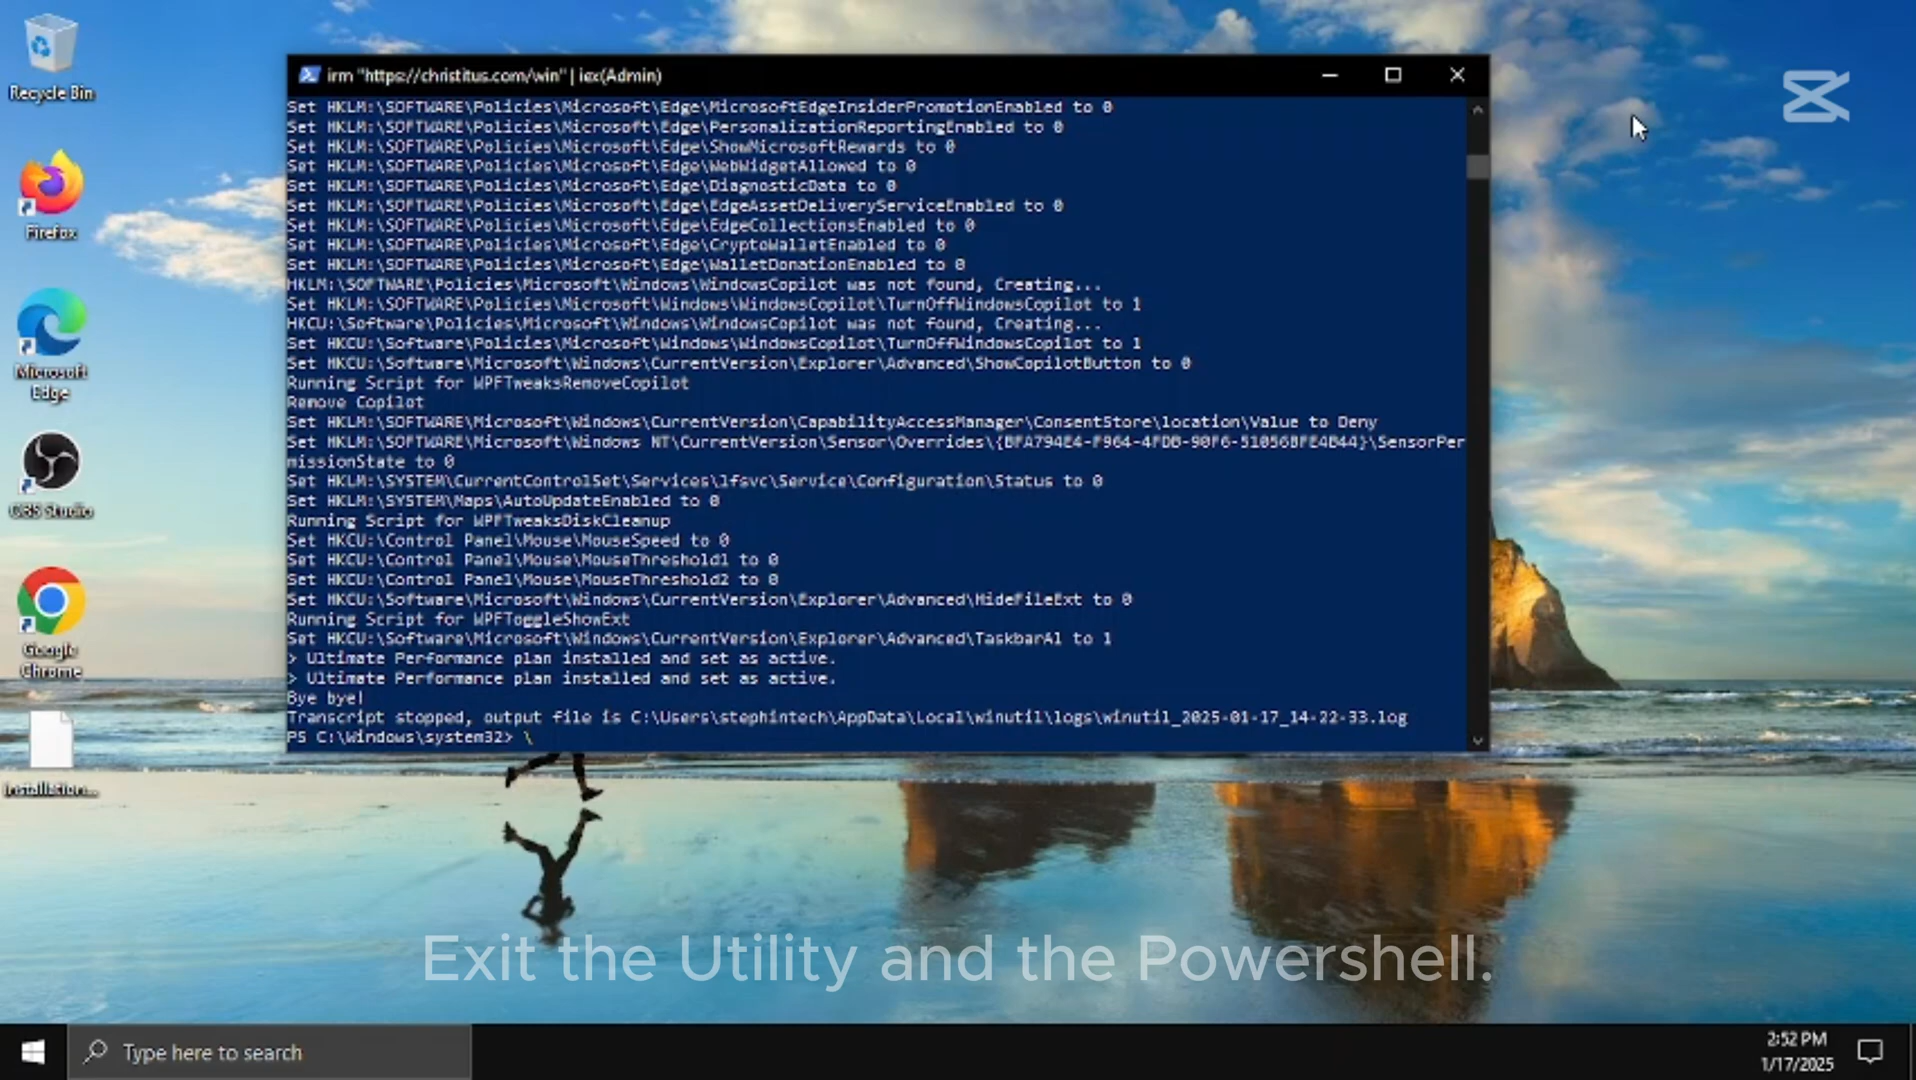 Recycle Bin
Firefox
Microsoft
Edge
OBS Studio
Google
Chrome
installation...
irm "https://christitus.com/win" | iex(Admin)
Set HKLM:\SOFTWARE\Policies\Microsoft\Edge\MicrosoftEdgeInsiderPromotionEnabled to 0
Set HKLM:\SOFTWARE\Policies\Microsoft\Edge\PersonalizationReportingEnabled to 0
Set HKLM:\SOFTWARE\Policies\Microsoft\Edge\ShowMicrosoftRewards to 0
Set HKLM:\SOFTWARE\Policies\Microsoft\Edge\WebWidgetAllowed to 0
Set HKLM:\SOFTWARE\Policies\Microsoft\Edge\DiagnosticData to 0
Set HKLM:\SOFTWARE\Policies\Microsoft\Edge\EdgeAssetDeliveryServiceEnabled to 0
Set HKLM:\SOFTWARE\Policies\Microsoft\Edge\EdgeCollectionsEnabled to 0
Set HKLM:\SOFTWARE\Policies\Microsoft\Edge\CryptoWalletEnabled to 0
Set HKLM:\SOFTWARE\Policies\Microsoft\Edge\WalletDonationEnabled to 0
HKLM:\SOFTWARE\Policies\Microsoft\Windows\WindowsCopilot was not found, Creating...
Set HKLM:\SOFTWARE\Policies\Microsoft\Windows\WindowsCopilot\TurnOffWindowsCopilot to 1
HKCU:\Software\Policies\Microsoft\Windows\WindowsCopilot was not found, Creating...
Set HKCU:\Software\Policies\Microsoft\Windows\WindowsCopilot\TurnOffWindowsCopilot to 1
Set HKCU:\Software\Microsoft\Windows\CurrentVersion\Explorer\Advanced\ShowCopilotButton to 0
Running Script for WPFTweaksRemoveCopilot
Remove Copilot
Set HKLM:\SOFTWARE\Microsoft\Windows\CurrentVersion\CapabilityAccessManager\ConsentStore\location\Value to Deny
Set HKLM:\SOFTWARE\Microsoft\Windows NT\CurrentVersion\Sensor\Overrides\{BFA794E4-F964-4FDB-90F6-51056BFE4B44}\SensorPer
missionState to 0
Set HKLM:\SYSTEM\CurrentControlSet\Services\lfsvc\Service\Configuration\Status to 0
Set HKLM:\SYSTEM\Maps\AutoUpdateEnabled to 0
Running Script for WPFTweaksDiskCleanup
Set HKCU:\Control Panel\Mouse\MouseSpeed to 0
Set HKCU:\Control Panel\Mouse\MouseThreshold1 to 0
Set HKCU:\Control Panel\Mouse\MouseThreshold2 to 0
Set HKCU:\Software\Microsoft\Windows\CurrentVersion\Explorer\Advanced\HideFileExt to 0
Running Script for WPFToggleShowExt
Set HKCU:\Software\Microsoft\Windows\CurrentVersion\Explorer\Advanced\TaskbarAl to 1
> Ultimate Performance plan installed and set as active.
> Ultimate Performance plan installed and set as active.
Bye bye!
Transcript stopped, output file is C:\Users\stephintech\AppData\Local\winutil\logs\winutil_2025-01-17_14-22-33.log
PS C:\Windows\system32> \
Exit the Utility and the Powershell.
Type here to search
2:52 PM
1/17/2025